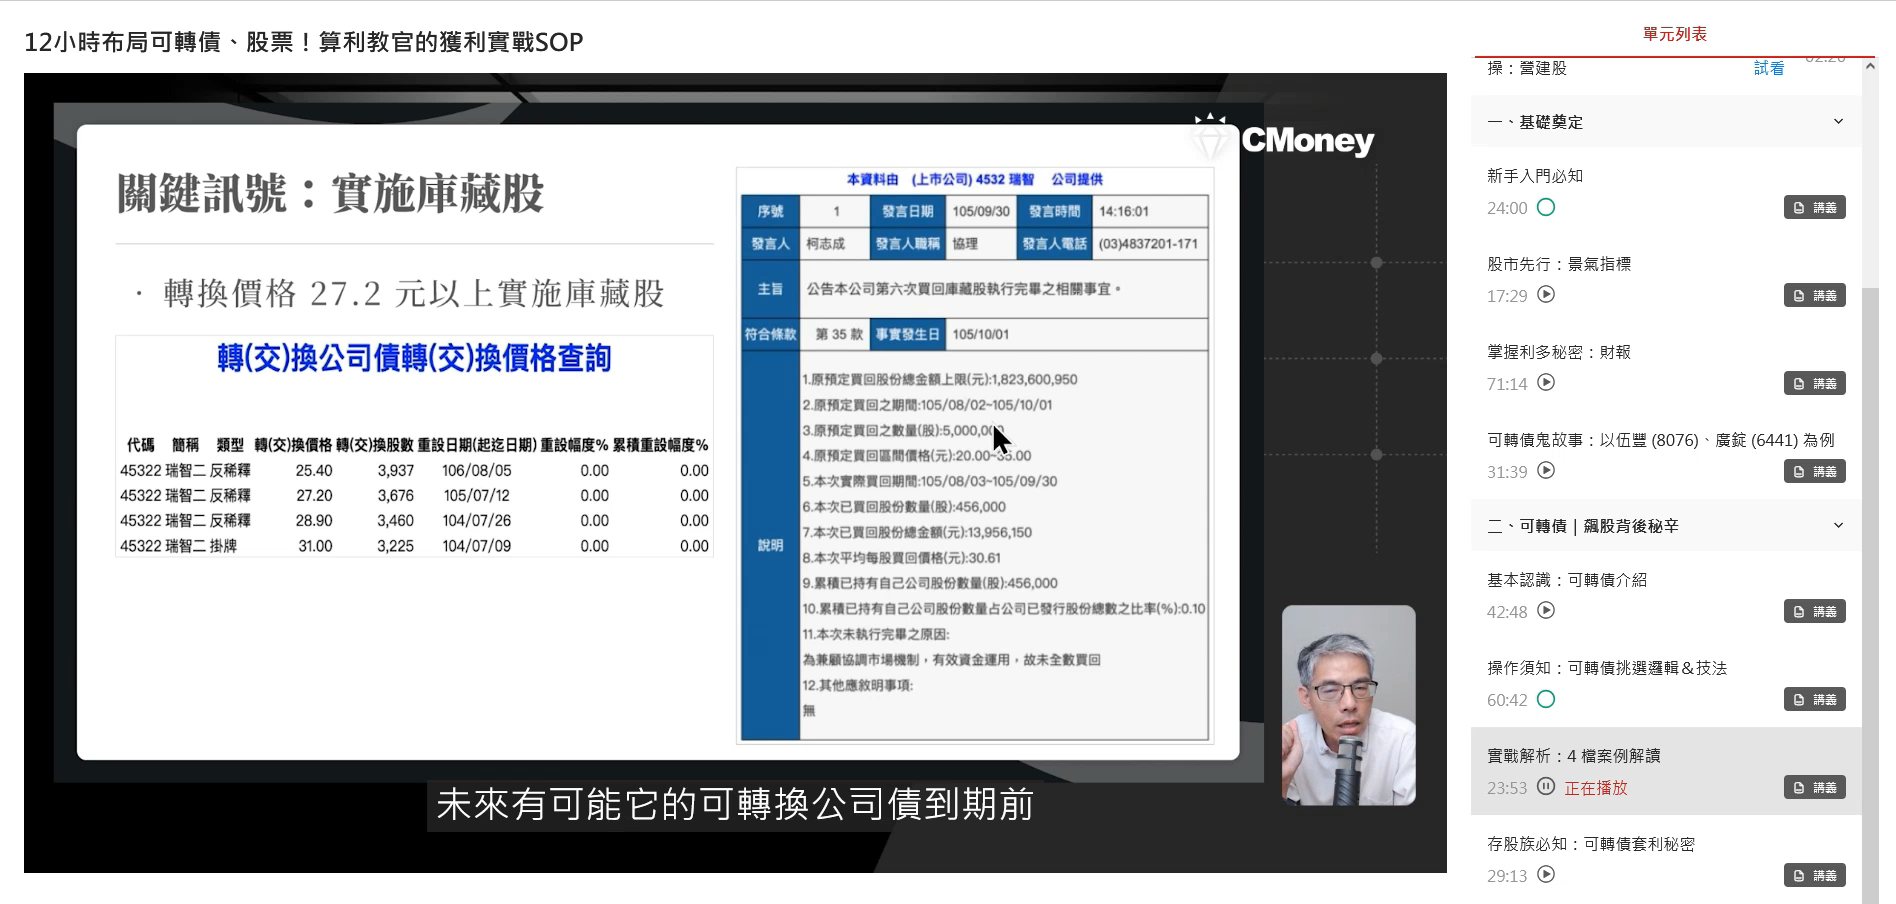 12小時布局可轉債、股票！算利教官的獲利實戰SOP
CMoney
關鍵訊號：實施庫藏股
· 轉換價格 27.2 元以上實施庫藏股
轉(交)換公司債轉(交)換價格查詢
代碼 簡稱 類型 轉(交)換價格 轉(交)換股數 重設日期(起迄日期) 重設幅度% 累積重設幅度%
45322 瑞智二 反稀釋 25.40 3,937 106/08/05 0.00 0.00
45322 瑞智二 反稀釋 27.20 3,676 105/07/12 0.00 0.00
45322 瑞智二 反稀釋 28.90 3,460 104/07/26 0.00 0.00
45322 瑞智二 掛牌 31.00 3,225 104/07/09 0.00 0.00
本資料由 (上市公司) 4532 瑞智 公司提供
序號 1 發言日期 105/09/30 發言時間 14:16:01
發言人 柯志成 發言人職稱 協理 發言人電話 (03)4837201-171
主旨 公告本公司第六次買回庫藏股執行完畢之相關事宜。
符合條款 第 35 款 事實發生日 105/10/01
說明
1.原預定買回股份總金額上限(元):1,823,600,950
2.原預定買回之期間:105/08/02~105/10/01
3.原預定買回之數量(股):5,000,000
4.原預定買回區間價格(元):20.00~35.00
5.本次實際買回期間:105/08/03~105/09/30
6.本次已買回股份數量(股):456,000
7.本次已買回股份總金額(元):13,956,150
8.本次平均每股買回價格(元):30.61
9.累積已持有自己公司股份數量(股):456,000
10.累積已持有自己公司股份數量占公司已發行股份總數之比率(%):0.10
11.本次未執行完畢之原因:
為兼顧協調市場機制，有效資金運用，故未全數買回
12.其他應敘明事項:
無
未來有可能它的可轉換公司債到期前
單元列表
操：營建股 試看
一、基礎奠定
新手入門必知
24:00 講義
股市先行：景氣指標
17:29 講義
掌握利多秘密：財報
71:14 講義
可轉債鬼故事：以伍豐 (8076)、廣錠 (6441) 為例
31:39 講義
二、可轉債 | 飆股背後秘辛
基本認識：可轉債介紹
42:48 講義
操作須知：可轉債挑選邏輯＆技法
60:42 講義
實戰解析：4 檔案例解讀
23:53 正在播放 講義
存股族必知：可轉債套利秘密
29:13 講義